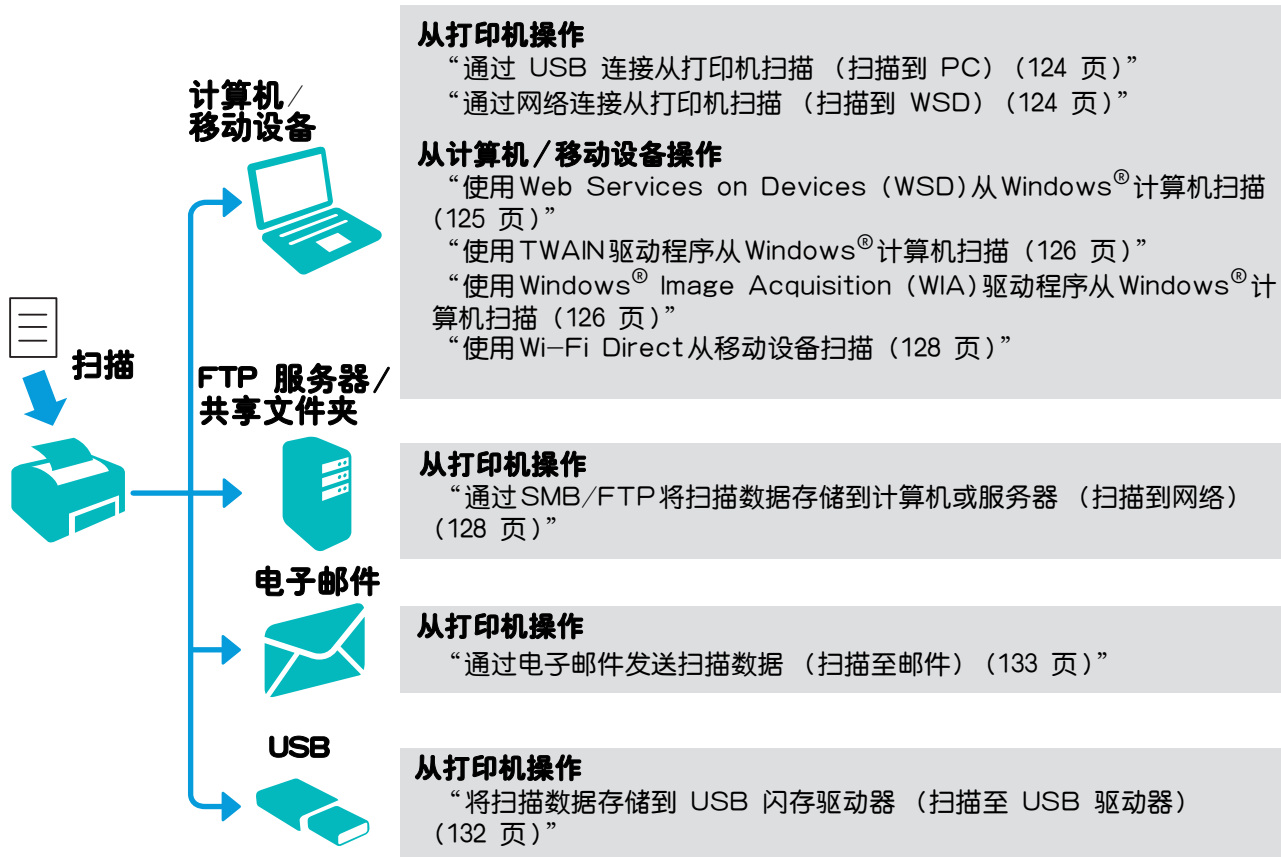 扫描
计算机/
移动设备
从打印机操作
“通过 USB 连接从打印机扫描 (扫描到 PC) (124 页)”
“通过网络连接从打印机扫描 (扫描到 WSD) (124 页)”
从计算机/移动设备操作
“使用Web Services on Devices (WSD)从Windows®计算机扫描
(125 页)”
“使用TWAIN驱动程序从Windows®计算机扫描 (126 页)”
“使用Windows® Image Acquisition (WIA)驱动程序从Windows®计
算机扫描 (126 页)”
“使用Wi-Fi Direct从移动设备扫描 (128 页)”
FTP 服务器/
共享文件夹
从打印机操作
“通过SMB/FTP将扫描数据存储到计算机或服务器 (扫描到网络)
(128 页)”
电子邮件
从打印机操作
“通过电子邮件发送扫描数据 (扫描至邮件) (133 页)”
USB
从打印机操作
“将扫描数据存储到 USB 闪存驱动器 (扫描至 USB 驱动器)
(132 页)”